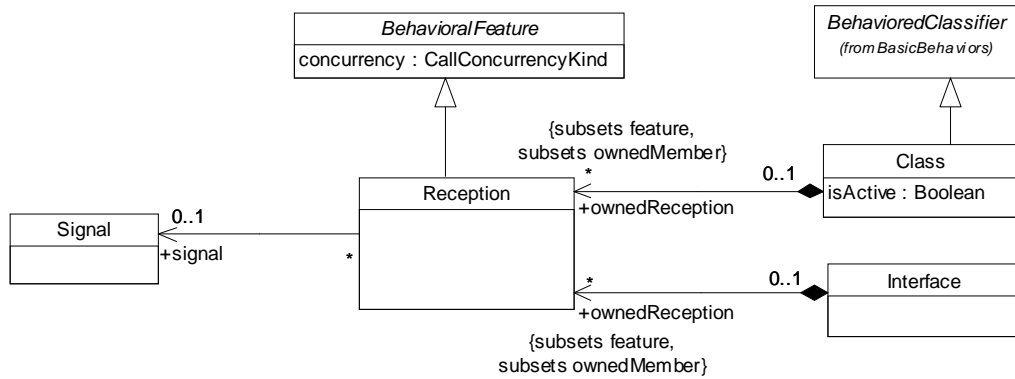 BehavioralFeature
concurrency : CallConcurrencyKind
BehavioredClassifier
(from BasicBehaviors)
{subsets feature,
subsets ownedMember}
*
0..1
+ownedReception
Class
isActive : Boolean
Reception
Signal
0..1
+signal
*
*
0..1
+ownedReception
Interface
{subsets feature,
subsets ownedMember}